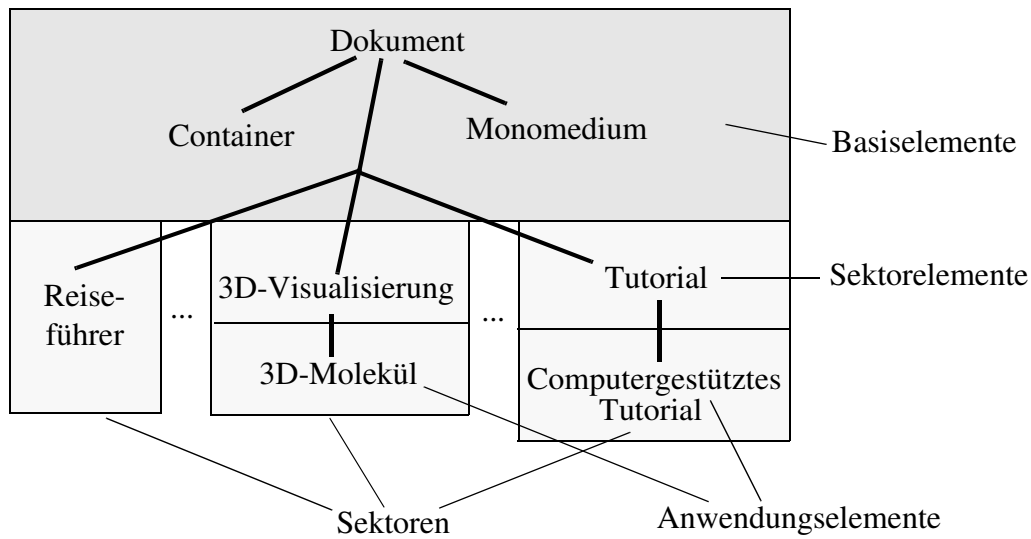 Dokument
Container
Monomedium
Basiselemente
Reise-
führer
...
3D-Visualisierung
3D-Molekül
...
Tutorial
Computergestütztes
Tutorial
Sektorelemente
Sektoren
Anwendungselemente